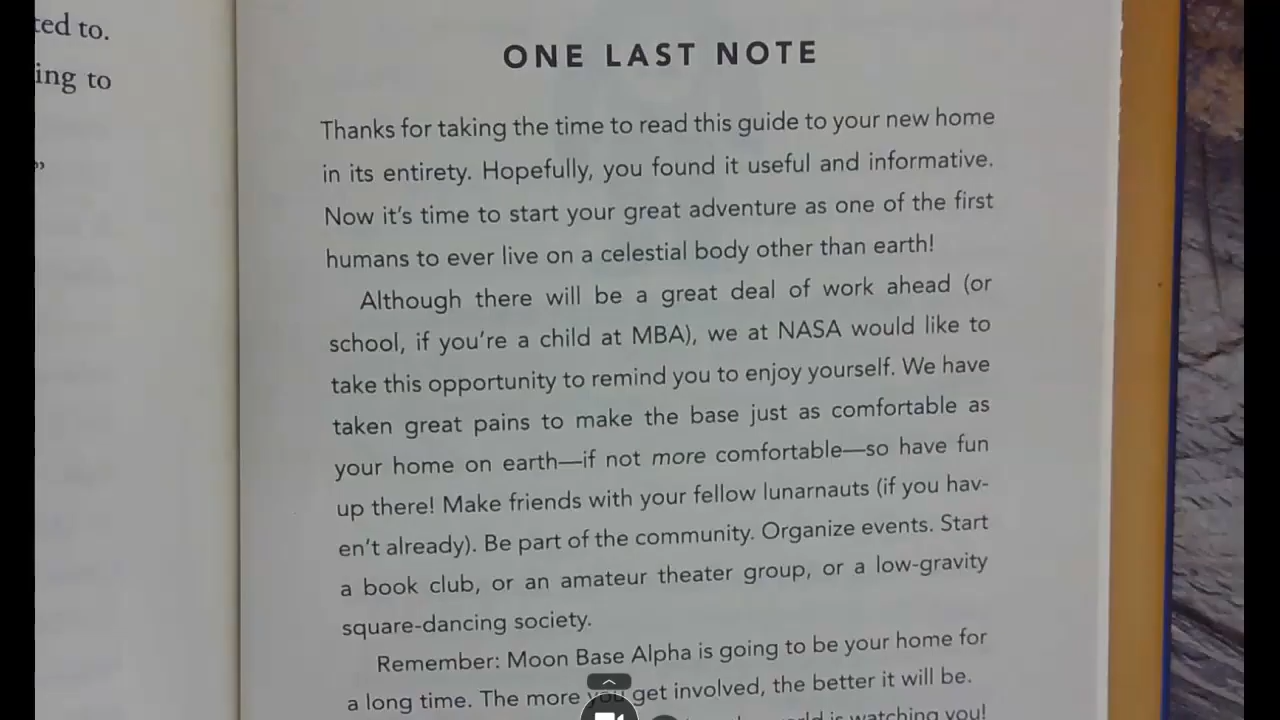 ted to.
ing to
”
ONE LAST NOTE
Thanks for taking the time to read this guide to your new home
in its entirety. Hopefully, you found it useful and informative.
Now it’s time to start your great adventure as one of the first
humans to ever live on a celestial body other than earth!
Although there will be a great deal of work ahead (or
school, if you’re a child at MBA), we at NASA would like to
take this opportunity to remind you to enjoy yourself. We have
taken great pains to make the base just as comfortable as
your home on earth—if not more comfortable—so have fun
up there! Make friends with your fellow lunarnauts (if you hav-
en’t already). Be part of the community. Organize events. Start
a book club, or an amateur theater group, or a low-gravity
square-dancing society.
Remember: Moon Base Alpha is going to be your home for
a long time. The more you get involved, the better it will be.
is watching you!